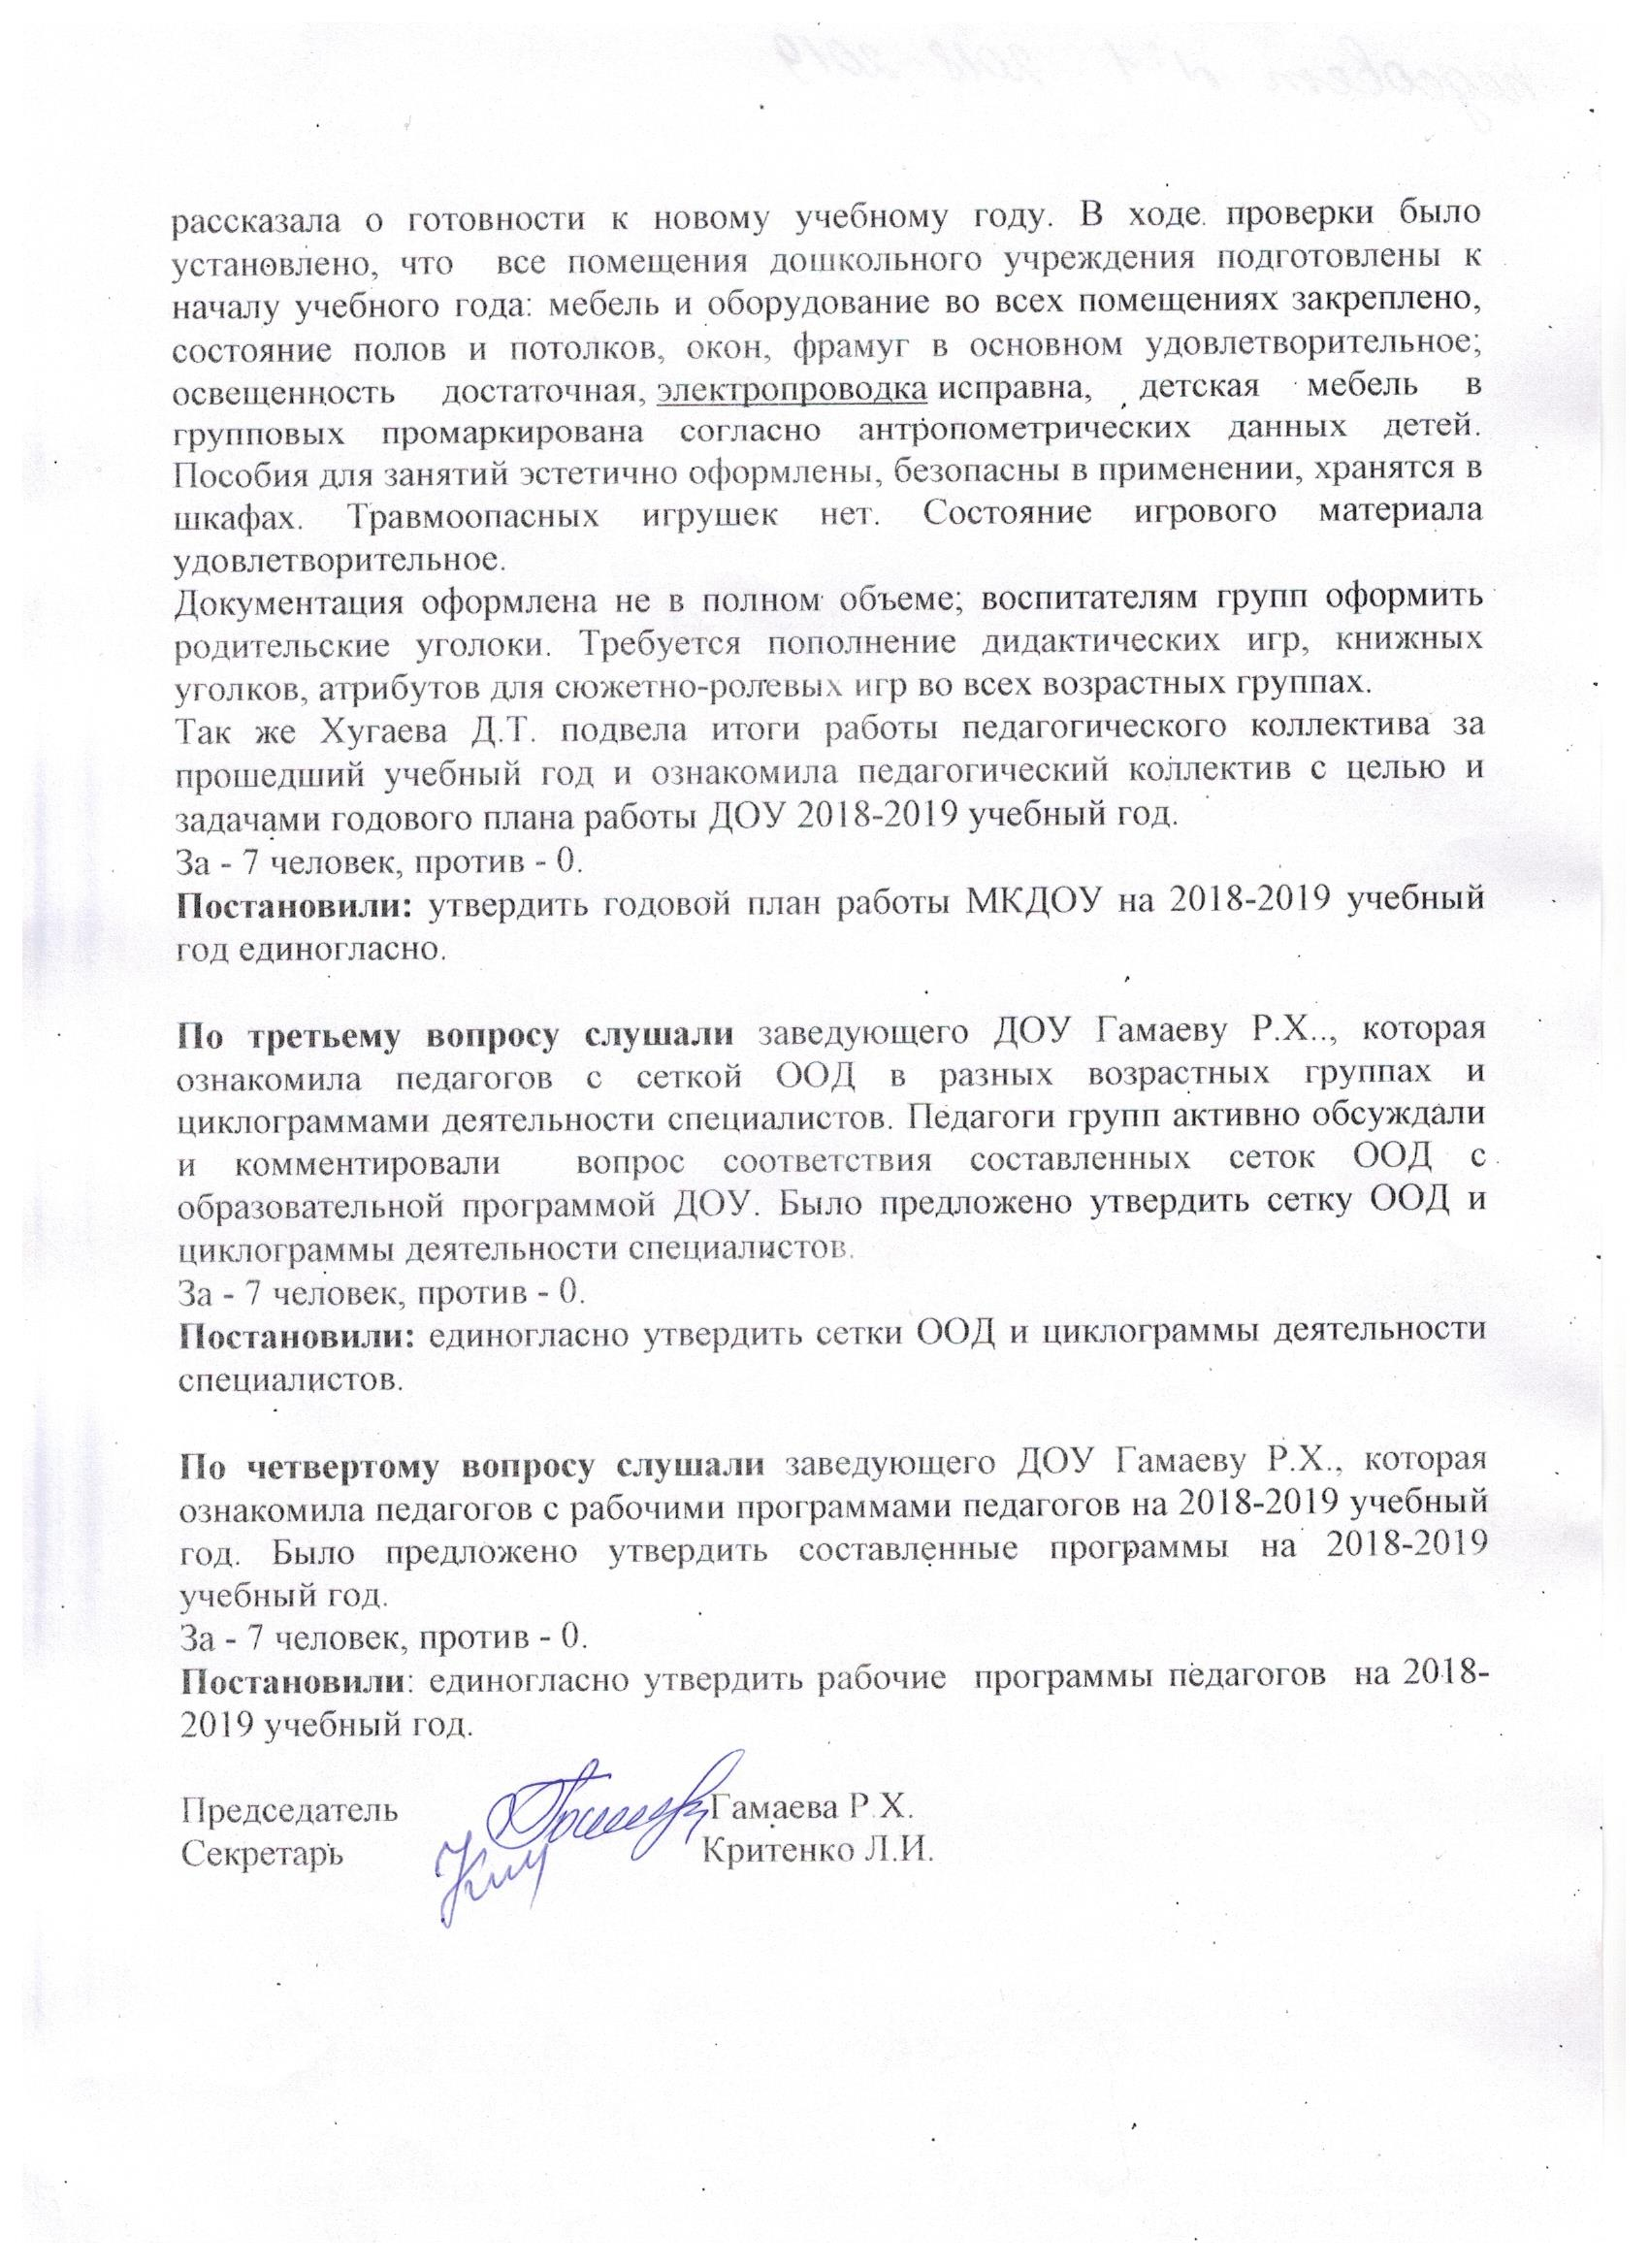 рассказала о готовности к новому учебному году. В ходе проверки было
установлено, что все помещения дошкольного учреждения подготовлены к
началу учебного года: мебель и оборудование во всех помещениях закреплено,
состояние полов и потолков, окон, фрамуг в основном удовлетворительное;
освещенность достаточная, электропроводка исправна, детская мебель в
групповых промаркирована согласно антропометрических данных детей.
Пособия для занятий эстетично оформлены, безопасны в применении, хранятся в
шкафах. Травмоопасных игрушек нет. Состояние игрового материала
удовлетворительное.
Документация оформлена не в полном объеме; воспитателям групп оформить
родительские уголоки. Требуется пополнение дидактических игр, книжных
уголков, атрибутов для сюжетно-ролевых игр во всех возрастных группах.
Так же Хугаева Д.Т. подвела итоги работы педагогического коллектива за
прошедший учебный год и ознакомила педагогический коллектив с целью и
задачами годового плана работы ДОУ 2018-2019 учебный год.
За - 7 человек, против - 0.
Постановили: утвердить годовой план работы МКДОУ на 2018-2019 учебный
год единогласно.
По третьему вопросу слушали заведующего ДОУ Гамаеву Р.Х.., которая
ознакомила педагогов с сеткой ООД в разных возрастных группах и
циклограммами деятельности специалистов. Педагоги групп активно обсуждали
и комментировали вопрос соответствия составленных сеток ООД с
образовательной программой ДОУ. Было предложено утвердить сетку ООД и
циклограммы деятельности специалистов.
За - 7 человек, против - 0.
Постановили: единогласно утвердить сетки ООД и циклограммы деятельности
специалистов.
По четвертому вопросу слушали заведующего ДОУ Гамаеву Р.Х., которая
ознакомила педагогов с рабочими программами педагогов на 2018-2019 учебный
год. Было предложено утвердить составленные программы на 2018-2019
учебный год.
За - 7 человек, против - 0.
Постановили: единогласно утвердить рабочие программы педагогов на 2018-
2019 учебный год.
Председатель Гамаева Р.Х.
Секретарь Критенко Л.И.